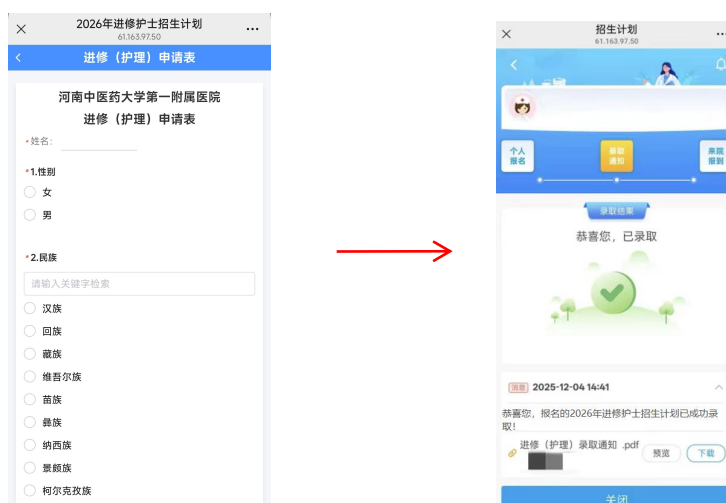 2026年进修护士招生计划
61.163.97.50
进修（护理）申请表
河南中医药大学第一附属医院
进修（护理）申请表
*姓名:
*1.性别
女
男
*2.民族
请输入关键字检索
汉族
回族
藏族
维吾尔族
苗族
彝族
纳西族
景颇族
柯尔克孜族
招生计划
61.163.97.50
个人
报名
录取
通知
来院
报到
录取结果
恭喜您，已录取
消息 2025-12-04 14:41
恭喜您，报名的2026年进修护士招生计划已成功录
取!
进修（护理）录取通知 .pdf
预览
下载
关闭